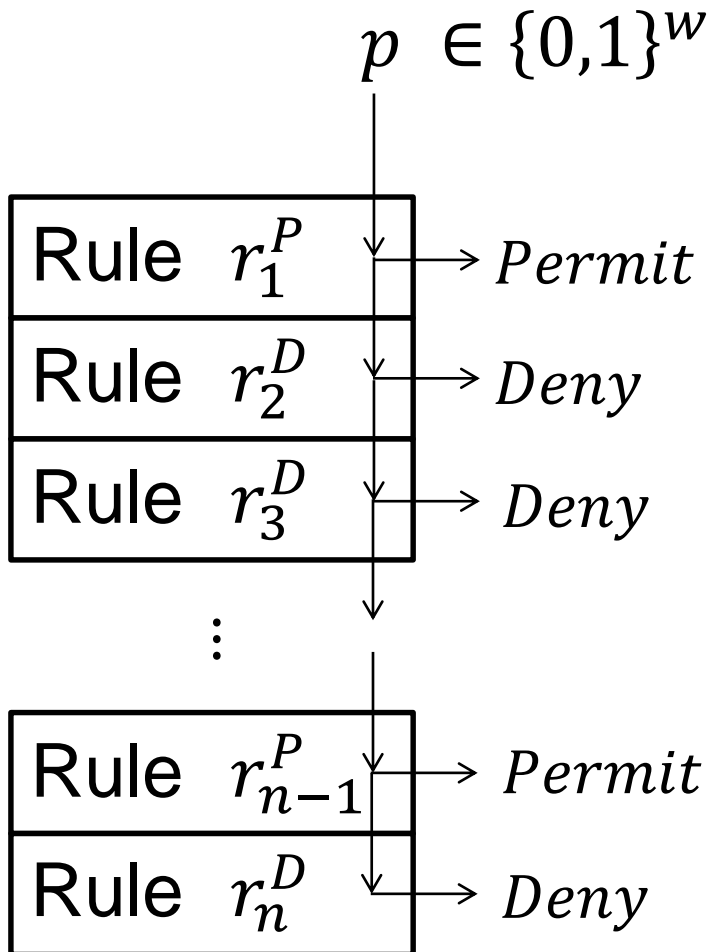 p ∈ {0,1}^w
Rule r_1^P Permit
Rule r_2^D Deny
Rule r_3^D Deny
⋮
Rule r_{n−1}^P Permit
Rule r_n^D Deny